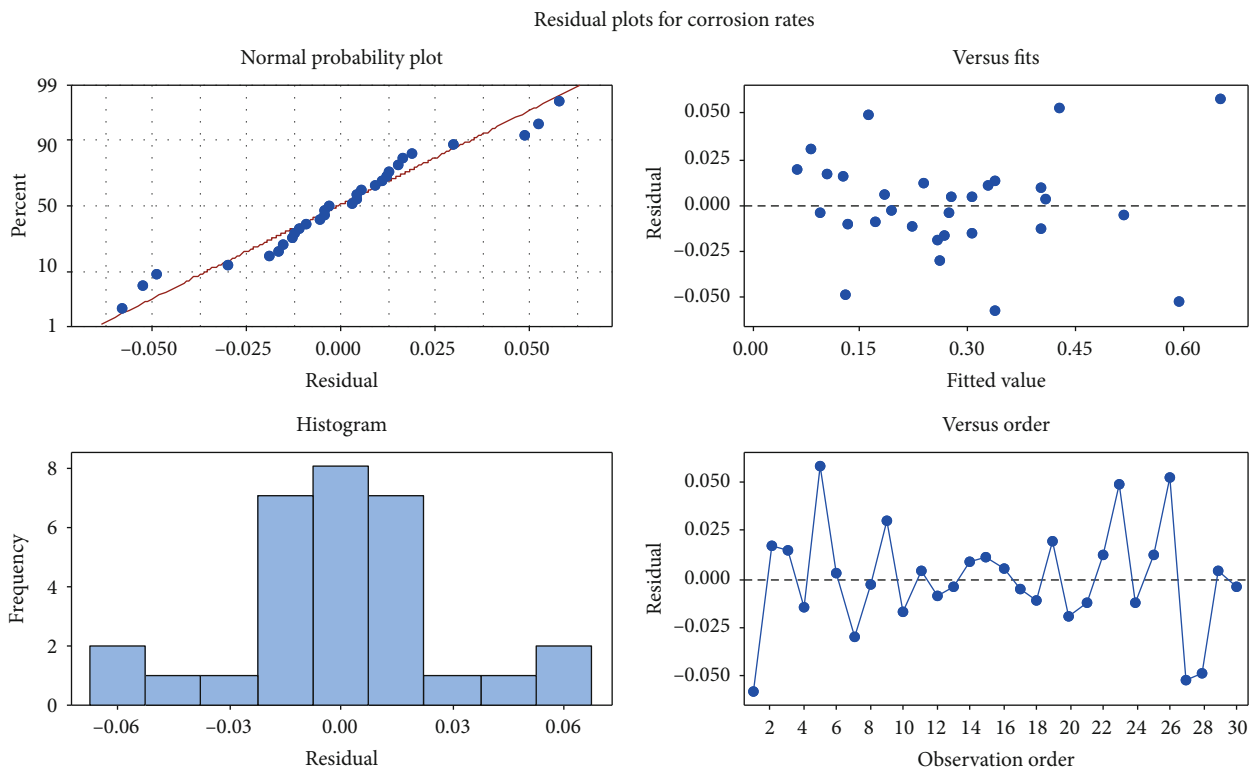 Residual plots for corrosion rates
Normal probability plot
99
90
50
10
1
Percent
−0.050 −0.025 0.000 0.025 0.050
Residual
Versus fits
0.050
0.025
0.000
−0.025
−0.050
Residual
0.00 0.15 0.30 0.45 0.60
Fitted value
Histogram
8
6
4
2
0
Frequency
−0.06 −0.03 0.00 0.03 0.06
Residual
Versus order
0.050
0.025
0.000
−0.025
−0.050
Residual
2 4 6 8 10 12 14 16 18 20 22 24 26 28 30
Observation order